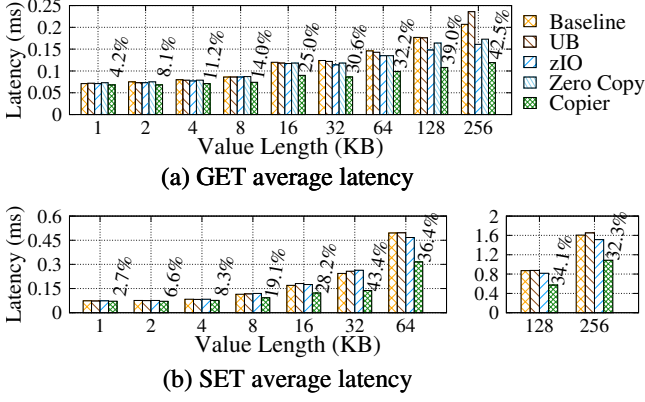 Latency (ms)
0.25
0.2
0.15
0.1
0.05
0
4.2%
8.1%
11.2%
14.0%
25.0%
30.6%
32.2%
39.0%
42.5%
1 2 4 8 16 32 64 128 256
Value Length (KB)
Baseline
UB
zIO
Zero Copy
Copier
(a) GET average latency
Latency (ms)
0.6
0.45
0.3
0.15
0
2.7%
6.6%
8.3%
19.1%
28.2%
43.4%
36.4%
1 2 4 8 16 32 64
Value Length (KB)
2
1.6
1.2
0.8
0.4
0
34.1%
32.3%
128 256
(b) SET average latency